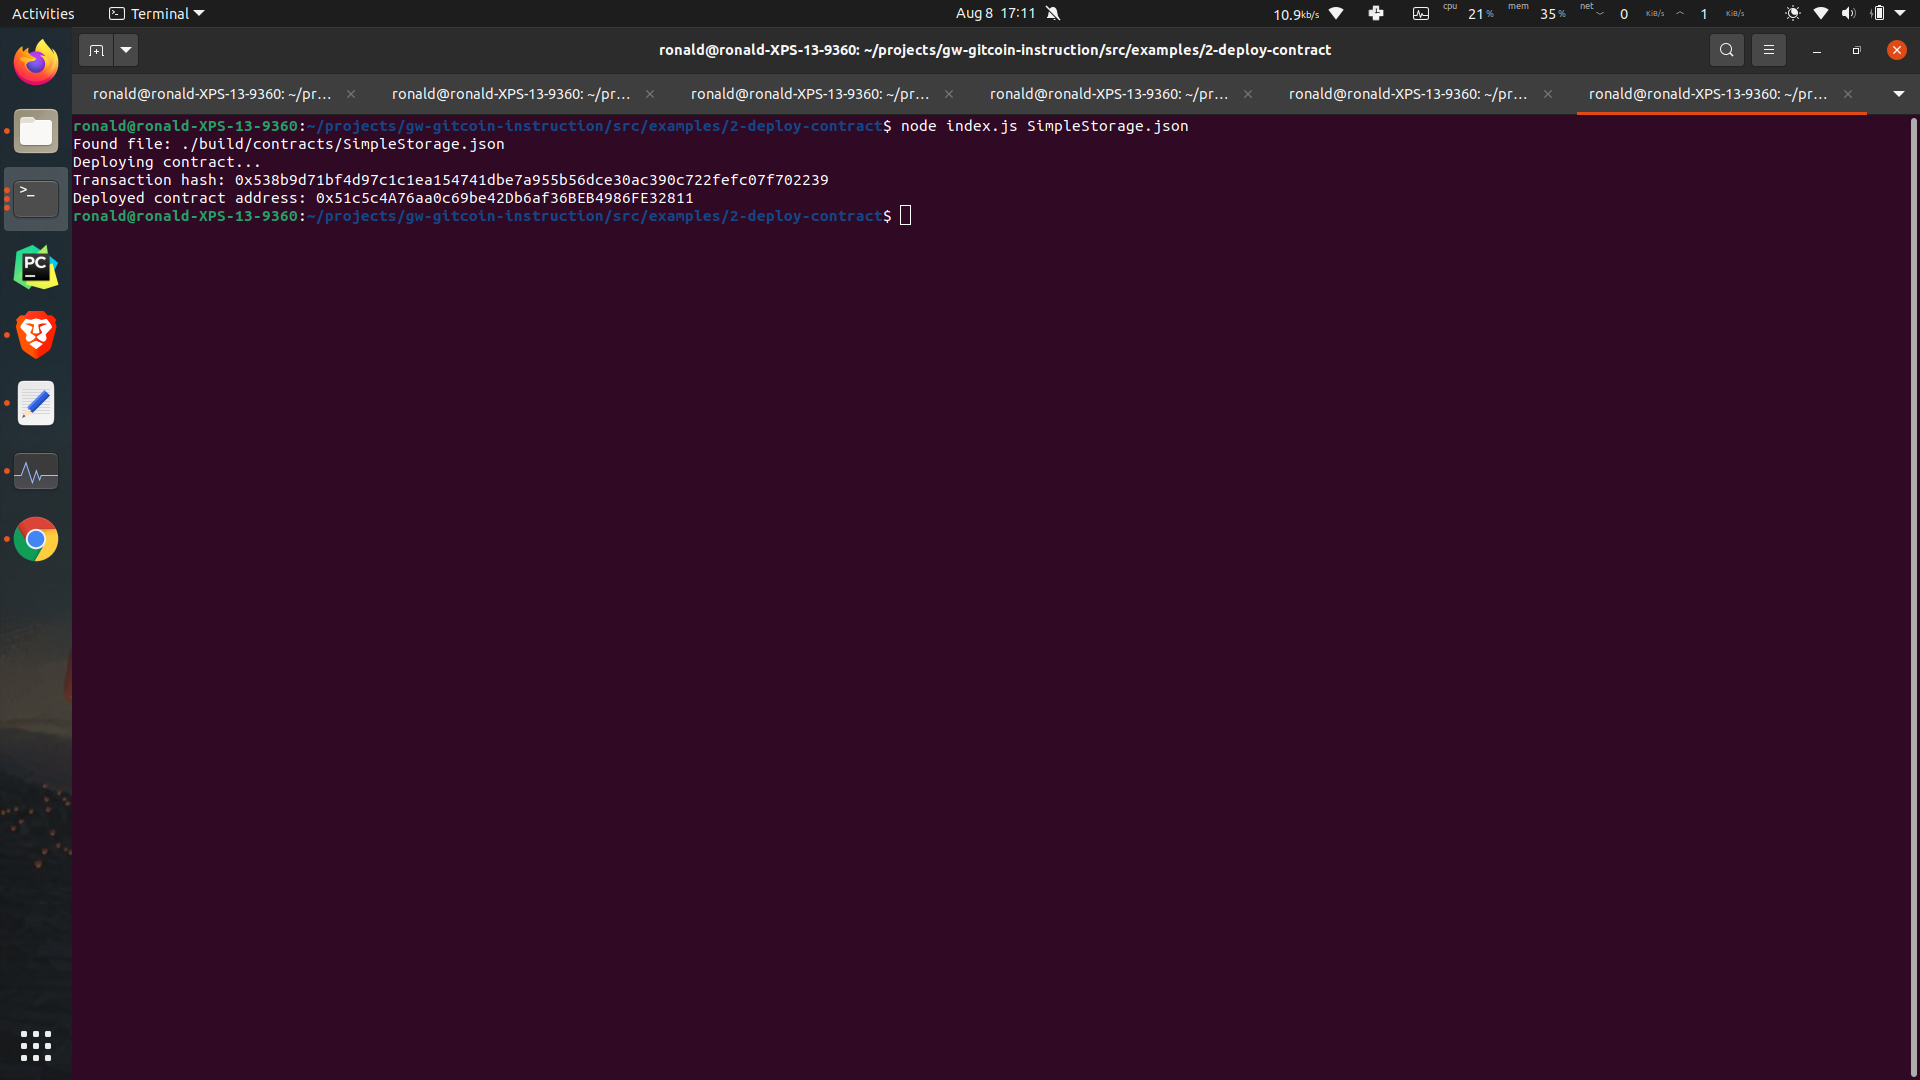 Activities Terminal Aug 8 17:11 10.9kb/s cpu 21% mem 35% net 0 KiB/s 1 KiB/s
ronald@ronald-XPS-13-9360: ~/projects/gw-gitcoin-instruction/src/examples/2-deploy-contract
ronald@ronald-XPS-13-9360: ~/pr... ronald@ronald-XPS-13-9360: ~/pr... ronald@ronald-XPS-13-9360: ~/pr... ronald@ronald-XPS-13-9360: ~/pr... ronald@ronald-XPS-13-9360: ~/pr... ronald@ronald-XPS-13-9360: ~/pr...
ronald@ronald-XPS-13-9360:~/projects/gw-gitcoin-instruction/src/examples/2-deploy-contract$ node index.js SimpleStorage.json
Found file: ./build/contracts/SimpleStorage.json
Deploying contract...
Transaction hash: 0x538b9d71bf4d97c1c1ea154741dbe7a955b56dce30ac390c722fefc07f702239
Deployed contract address: 0x51c5c4A76aa0c69be42Db6af36BEB4986FE32811
ronald@ronald-XPS-13-9360:~/projects/gw-gitcoin-instruction/src/examples/2-deploy-contract$
PC